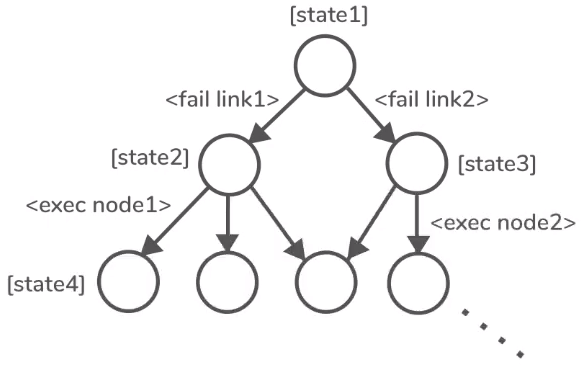 [state1]
<fail link1>
<fail link2>
[state2]
[state3]
<exec node1>
<exec node2>
[state4]